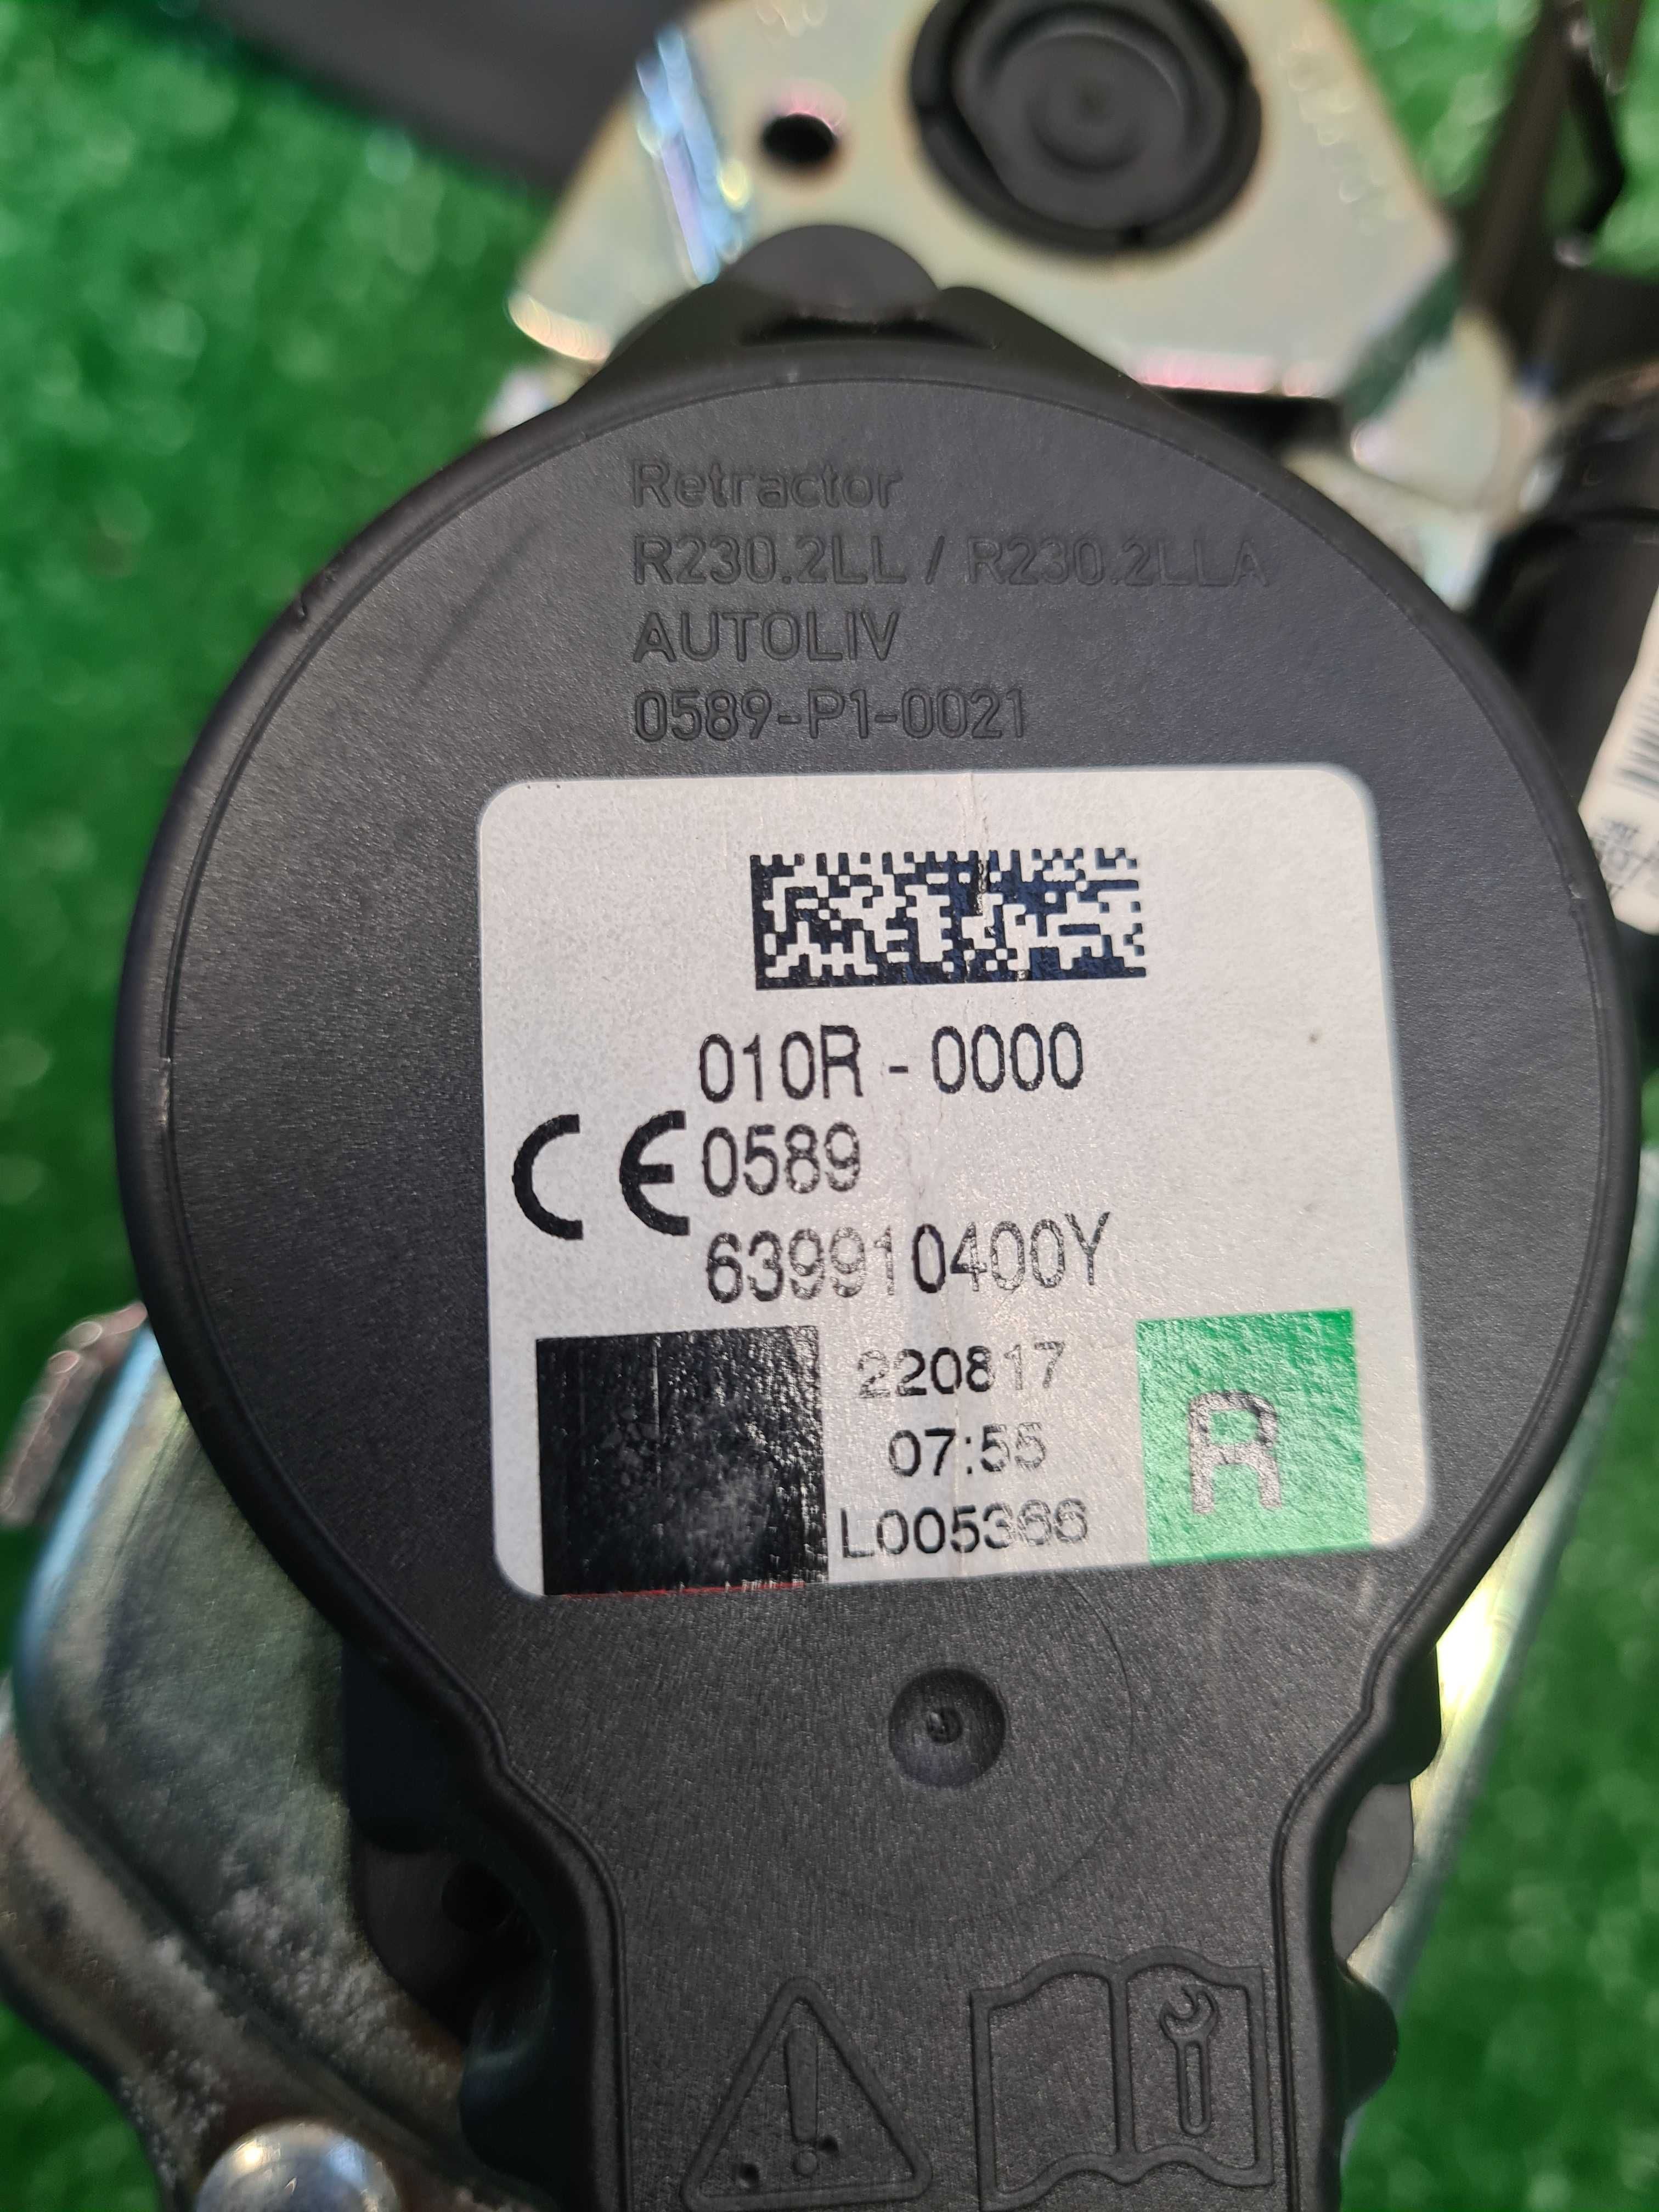 Retractor
R230.2LL / R230.2LLA
AUTOLIV
0589-P1-0021
010R - 0000
CE 0589
639910400Y
220817
07:55
L005366
R